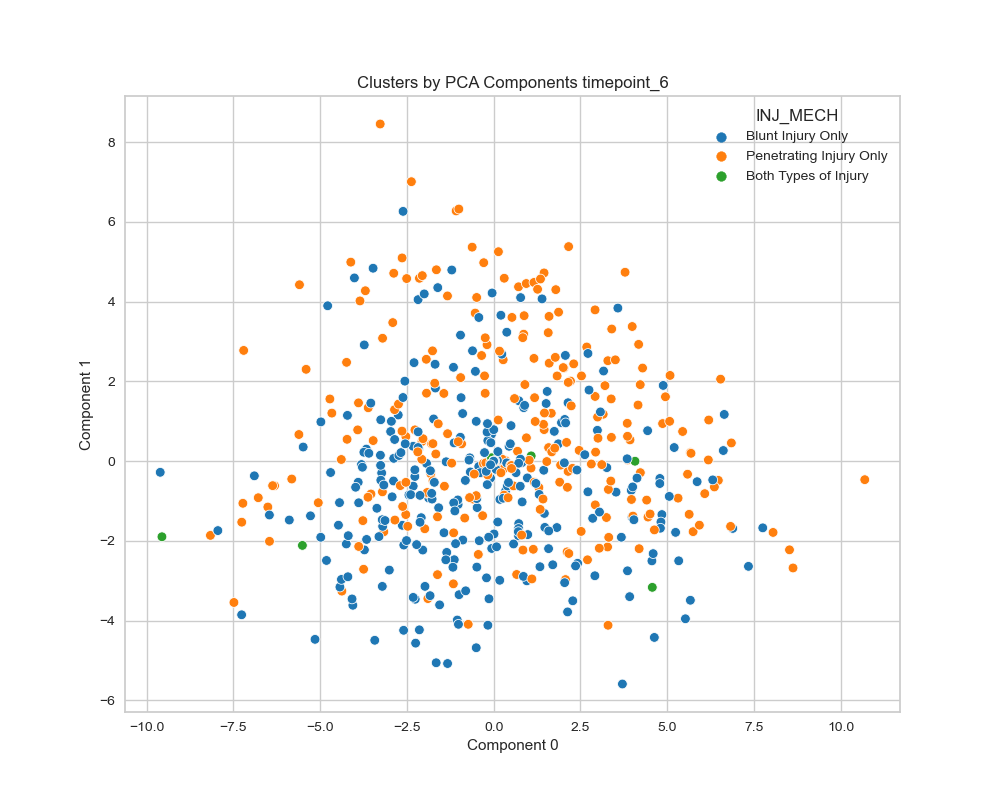 Clusters by PCA Components timepoint_6
INJ_MECH
Blunt Injury Only
Penetrating Injury Only
Both Types of Injury
Component 1
8
6
4
2
0
−2
−4
−6
−10.0 −7.5 −5.0 −2.5 0.0 2.5 5.0 7.5 10.0
Component 0